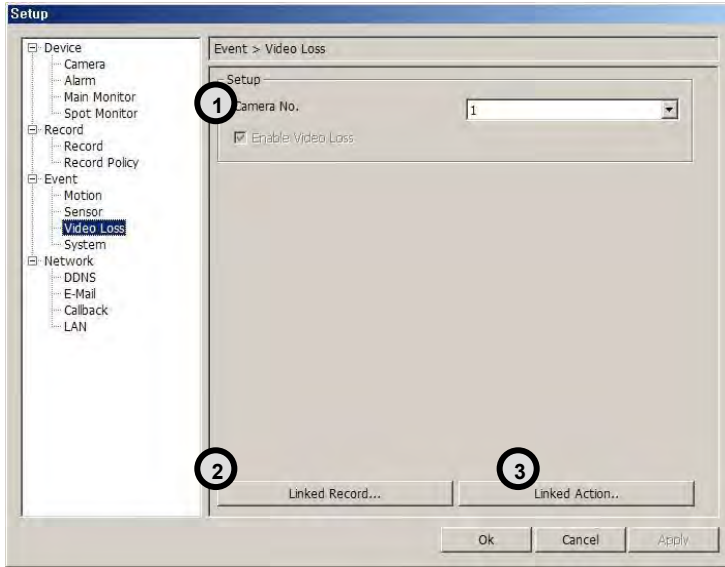 Setup
Device
Camera
Alarm
Main Monitor
Spot Monitor
Record
Record
Record Policy
Event
Motion
Sensor
Video Loss
System
Network
DDNS
E-Mail
Callback
LAN
Event > Video Loss
Setup
1
Camera No.
1
Enable Video Loss
2
3
Linked Record...
Linked Action..
Ok
Cancel
Apply